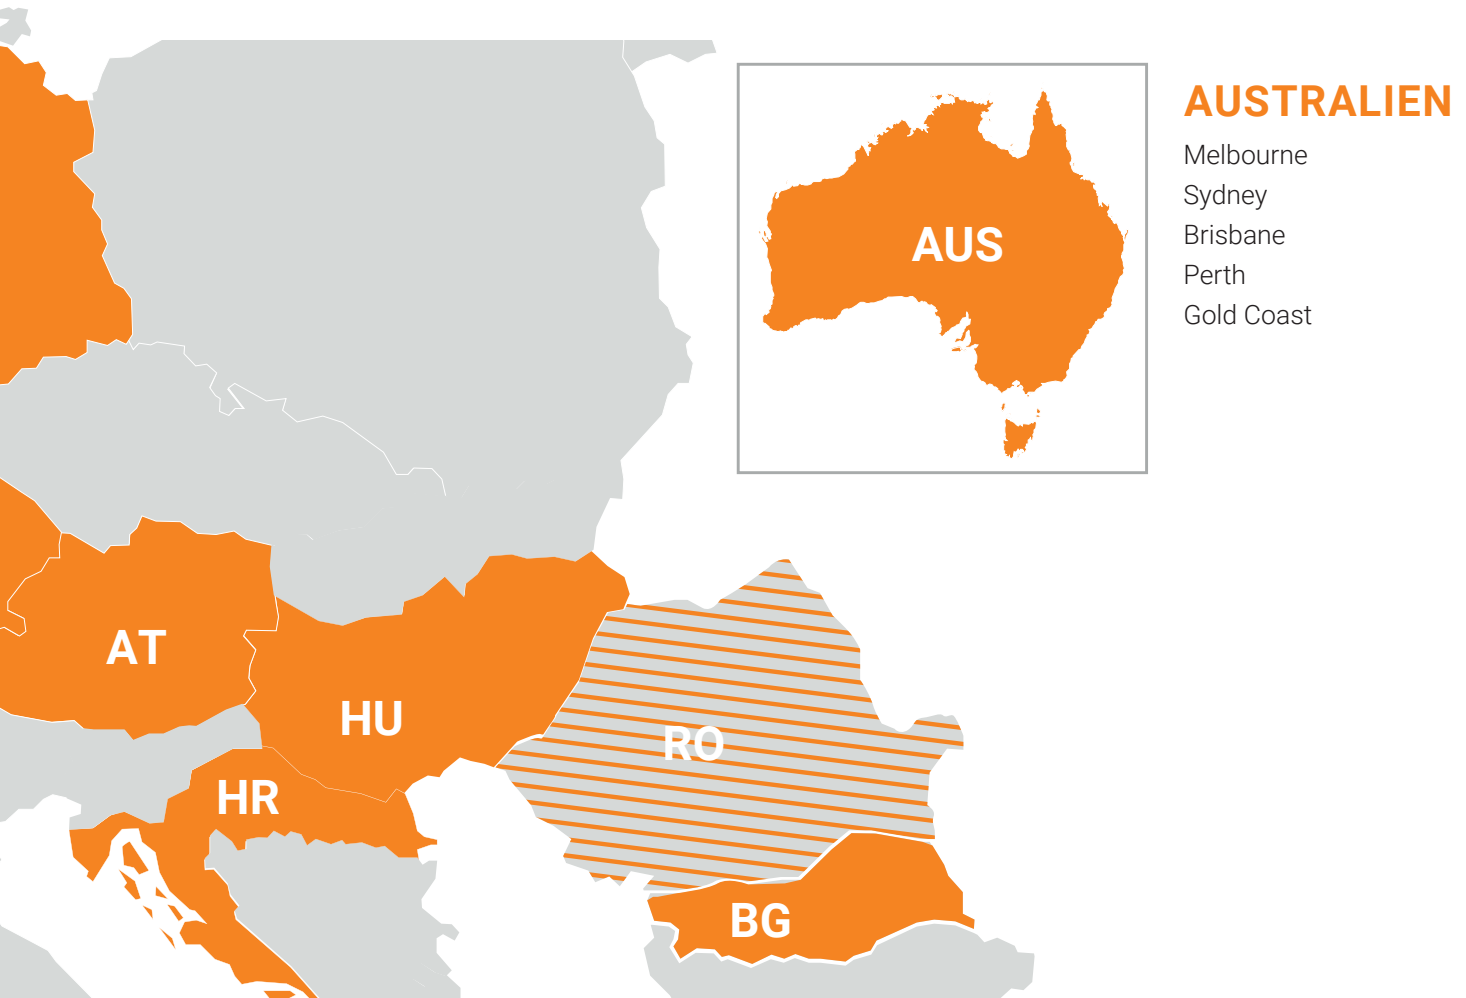 AUSTRALIEN
Melbourne
Sydney
Brisbane
Perth
Gold Coast
AUS
AT
HU
RO
HR
BG